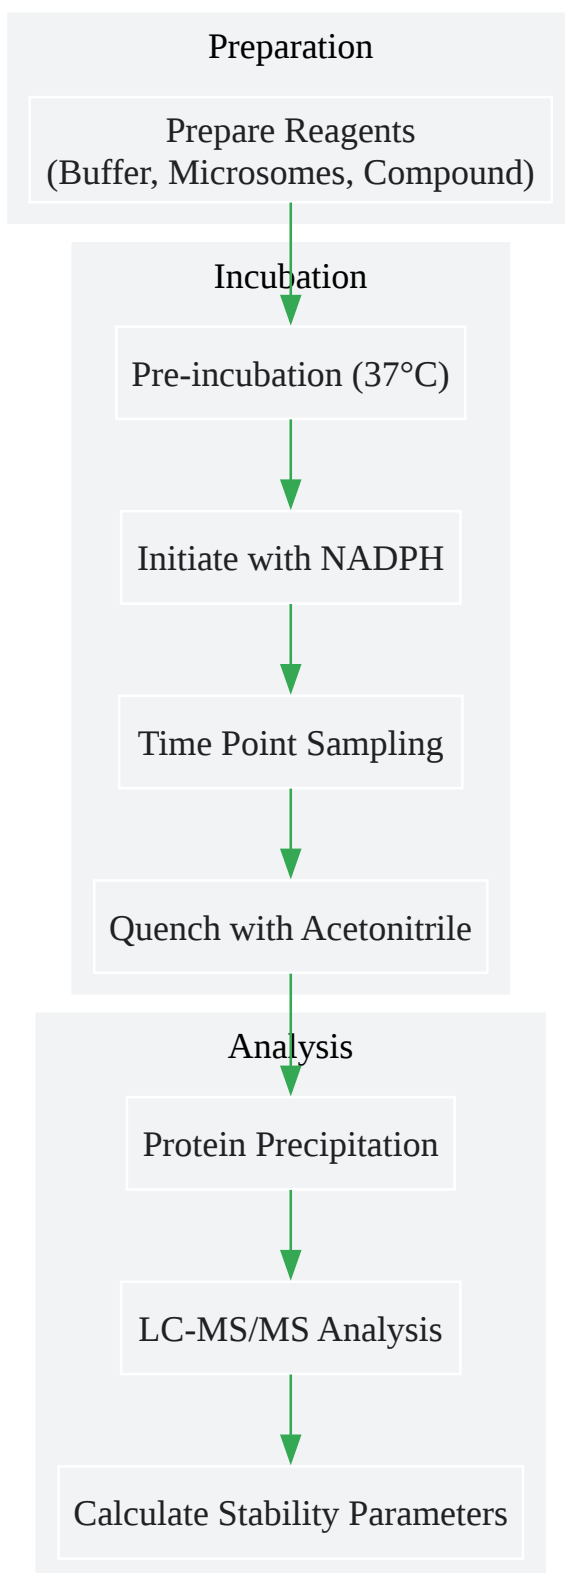 Preparation
Prepare Reagents
(Buffer, Microsomes, Compound)
Incubation
Pre-incubation (37°C)
Initiate with NADPH
Time Point Sampling
Quench with Acetonitrile
Analysis
Protein Precipitation
LC-MS/MS Analysis
Calculate Stability Parameters